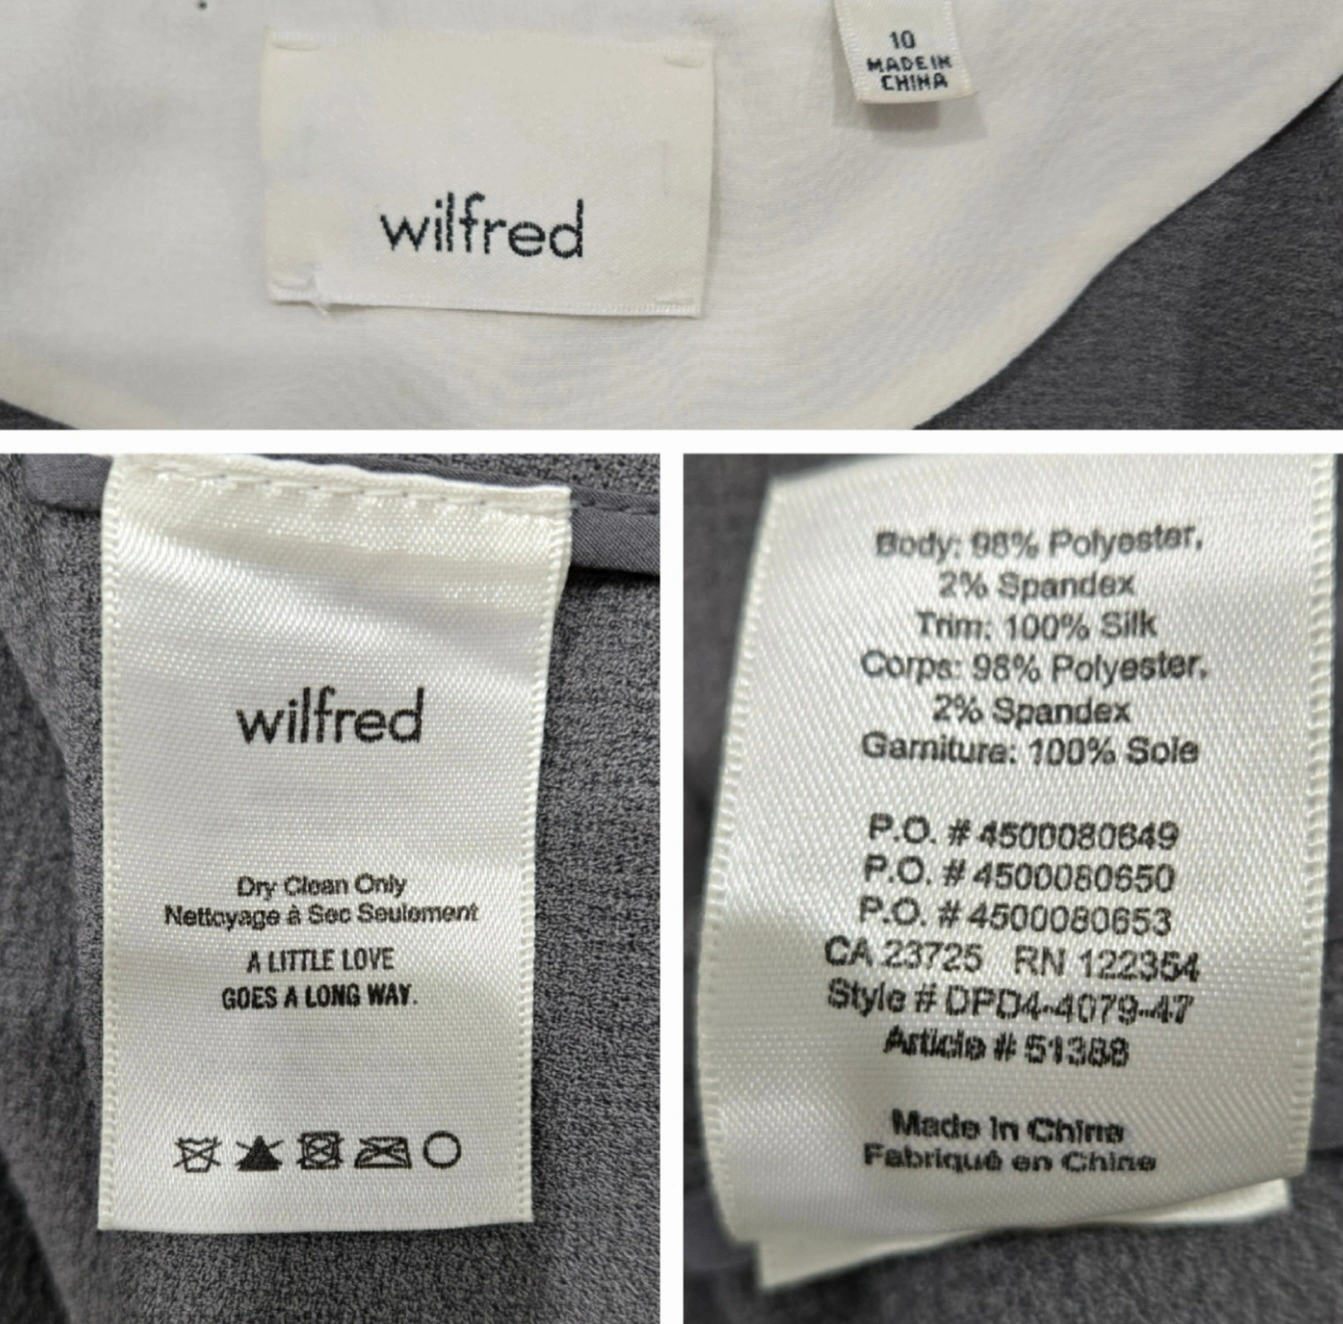 wilfred
10
MADE IN
CHINA
wilfred
Dry Clean Only
Nettoyage à Sec Seulement
A LITTLE LOVE
GOES A LONG WAY.
Body: 98% Polyester,
2% Spandex
Trim: 100% Silk
Corps: 98% Polyester,
2% Spandex
Garniture: 100% Soie
P.O. # 4500080649
P.O. # 4500080650
P.O. # 4500080653
CA 23725 RN 122354
Style # DPD4-4079-47
Article # 51388
Made in China
Fabriqué en Chine